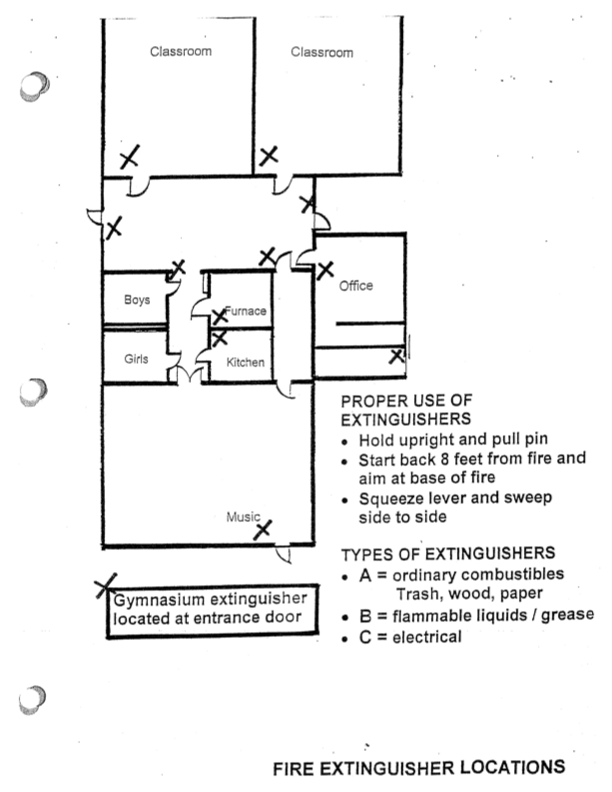 Classroom
Classroom
Boys
Furnace
Office
Girls
Kitchen
Music
PROPER USE OF
EXTINGUISHERS
• Hold upright and pull pin
• Start back 8 feet from fire and
aim at base of fire
• Squeeze lever and sweep
side to side
TYPES OF EXTINGUISHERS
• A = ordinary combustibles
Trash, wood, paper
• B = flammable liquids / grease
• C = electrical
Gymnasium extinguisher
located at entrance door
FIRE EXTINGUISHER LOCATIONS